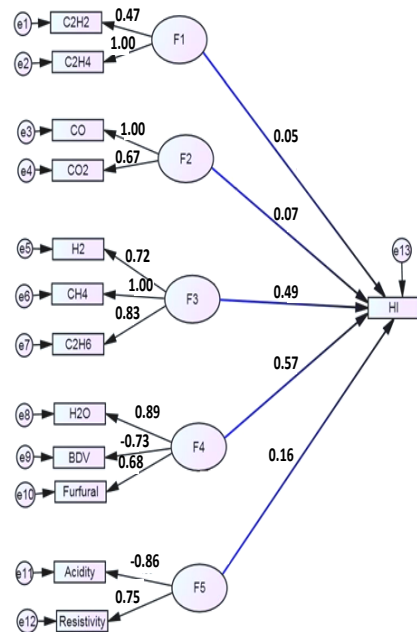 e1 C2H2 0.47
1.00 F1
e2 C2H4
0.05
e3 CO 1.00
F2
e4 CO2 0.67
0.07
e13
e5 H2 0.72
e6 CH4 1.00 F3 0.49 HI
0.83
e7 C2H6
0.57
e8 H2O 0.89
e9 BDV -0.73 F4
0.68
e10 Furfural
0.16
e11 Acidity -0.86
F5
0.75
e12 Resistivity